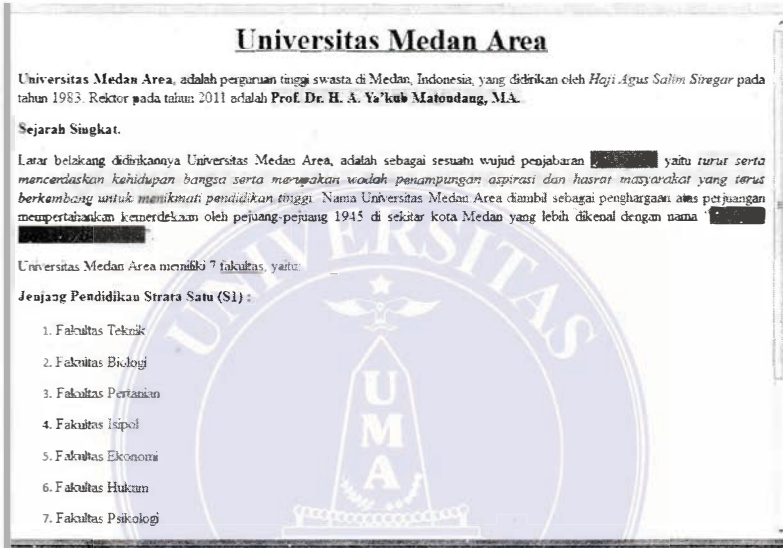 Universitas Medan Area
Universitas Medan Area, adalah perguruan tinggi swasta di Medan, Indonesia, yang didirikan oleh Haji Agus Salim Siregar pada
tahun 1983. Rektor pada tahun 2011 adalah Prof. Dr. H. A. Ya'kub Matondang, MA.
Sejarah Singkat.
Latar belakang didirikannya Universitas Medan Area, adalah sebagai sesuatu wujud penjabaran yaitu turut serta
mencerdaskan kehidupan bangsa serta merupakan wadah penampungan aspirasi dan hasrat masyarakat yang terus
berkembang untuk menikmati pendidikan tinggi. Nama Universitas Medan Area diambil sebagai penghargaan atas perjuangan
mempertahankan kemerdekaan oleh pejuang-pejuang 1945 di sekitar kota Medan yang lebih dikenal dengan nama "
Universitas Medan Area memiliki 7 fakultas, yaitu:
Jenjang Pendidikan Strata Satu (S1) :
1. Fakultas Teknik
2. Fakultas Biologi
3. Fakultas Pertanian
4. Fakultas Isipol
5. Fakultas Ekonomi
6. Fakultas Hukum
7. Fakultas Psikologi
UNIVERSITAS
UMA